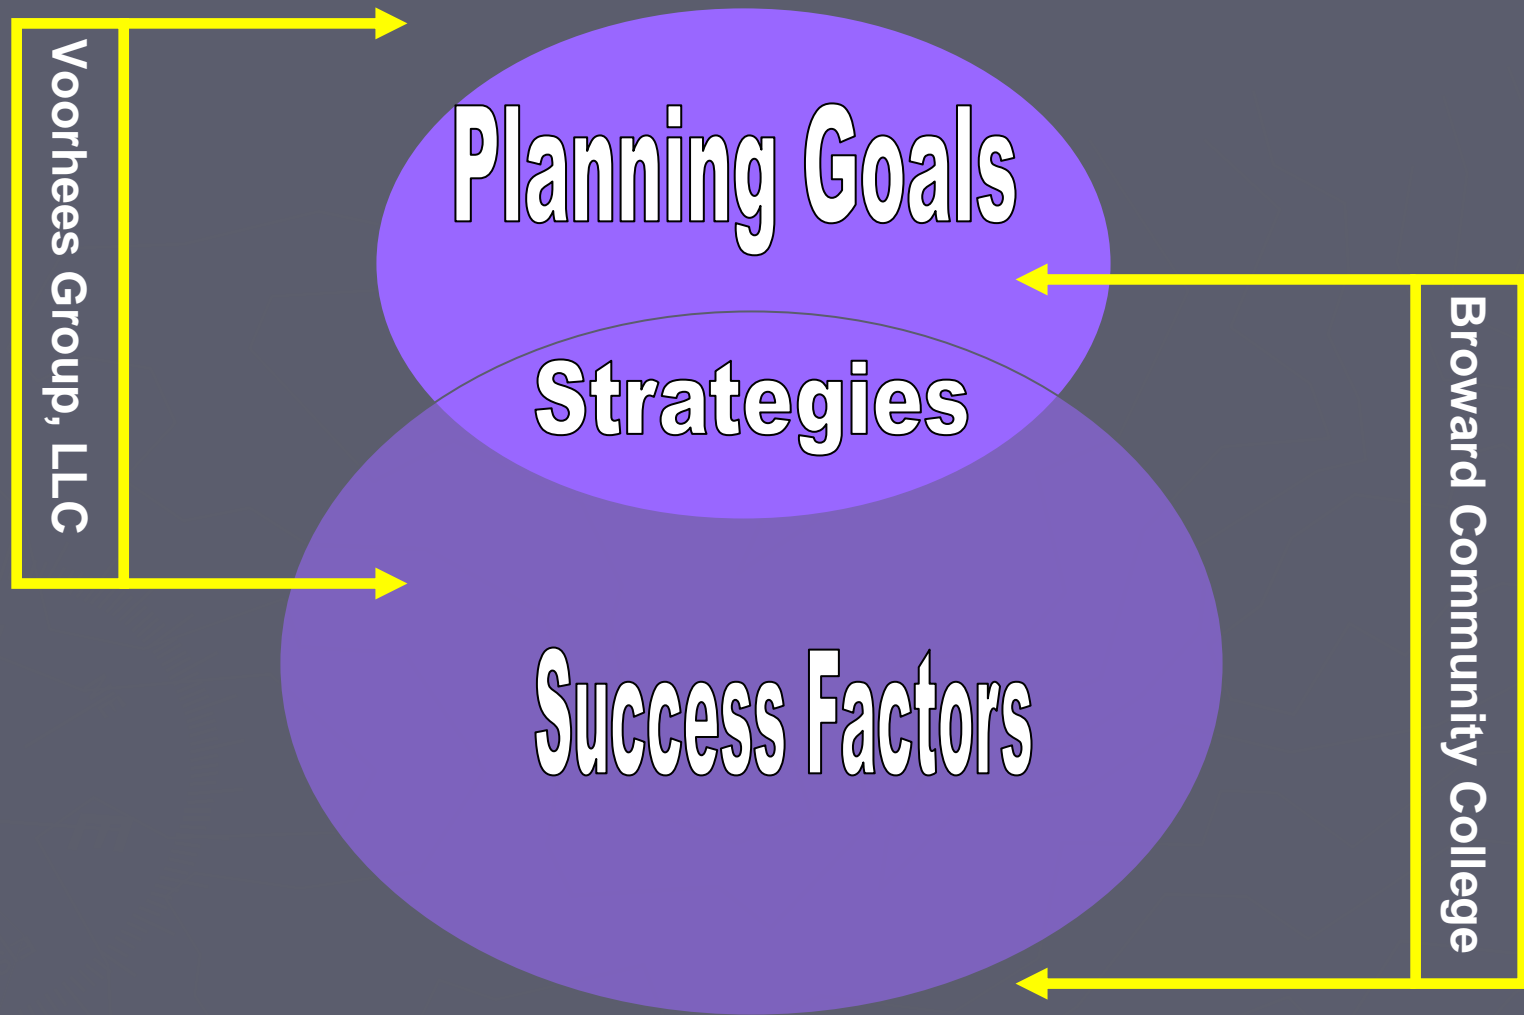 Voorhees Group, LLC
Planning Goals
Strategies
Success Factors
Broward Community College